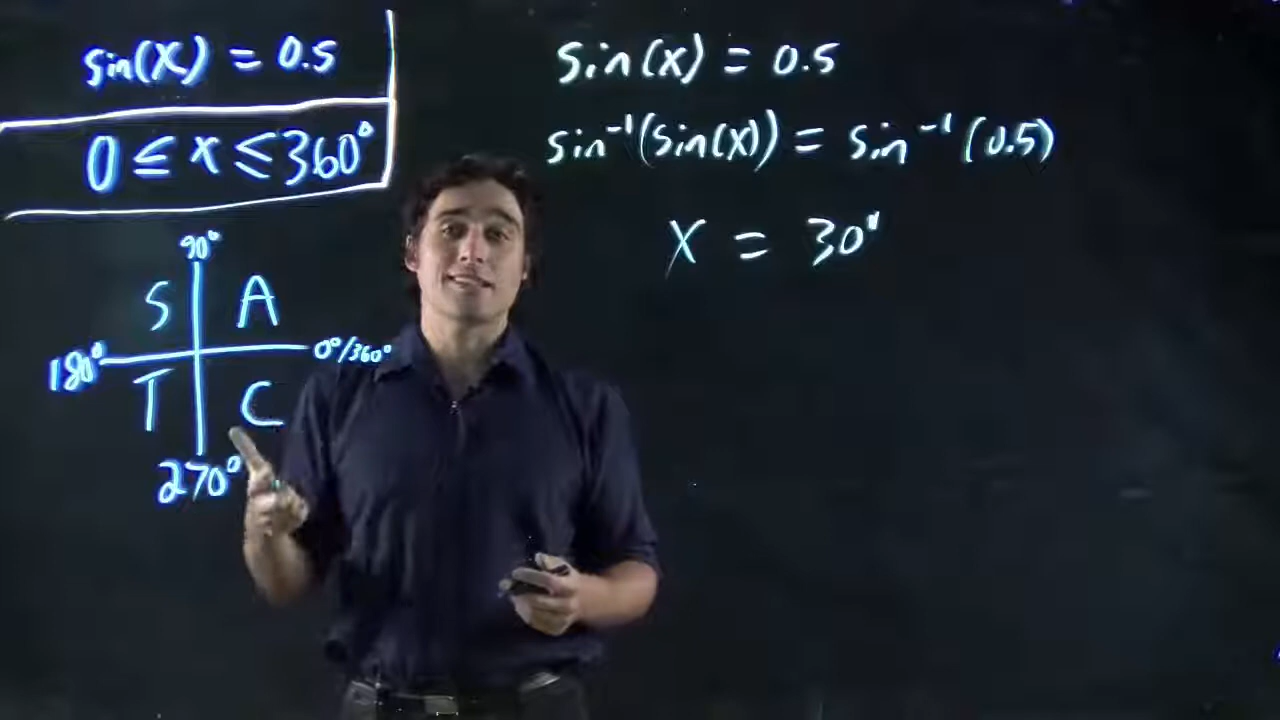 sin(x) = 0.5
0 ≤ x ≤ 360°
90°
S A
180° 0°/360°
T C
270°
sin(x) = 0.5
sin⁻¹(sin(x)) = sin⁻¹(0.5)
x = 30°